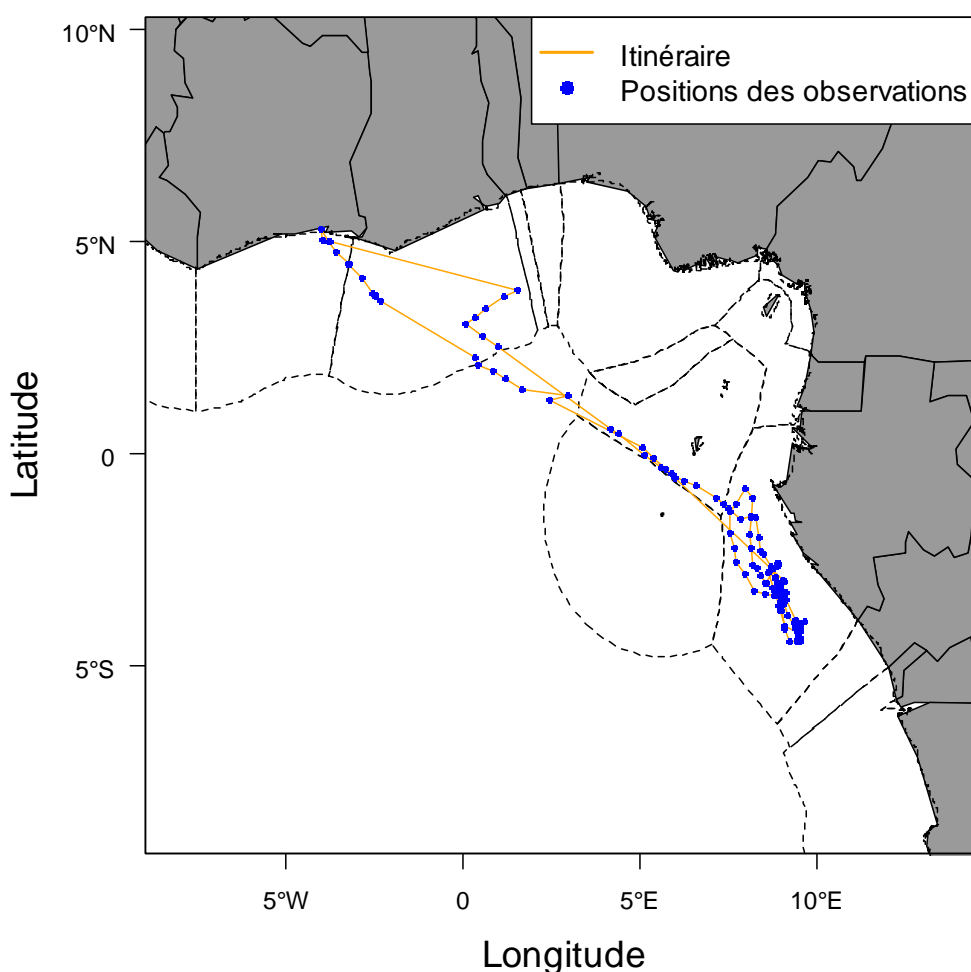 10°N
Itinéraire
Positions des observations
5°N
0
5°S
Latitude
5°W
0
5°E
10°E
Longitude